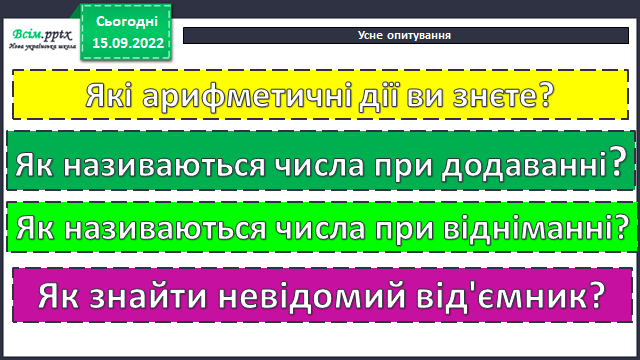 Всім.pptx
Нова українська школа
Сьогодні
15.09.2022
Усне опитування
Які арифметичні дії ви знєте?
Як називаються числа при додаванні?
Як називаються числа при відніманні?
Як знайти невідомий від'ємник?